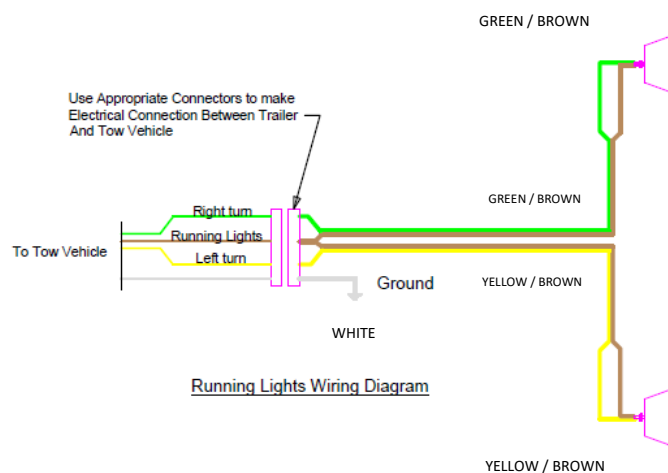 GREEN / BROWN
Use Appropriate Connectors to make
Electrical Connection Between Trailer
And Tow Vehicle
Right turn
GREEN / BROWN
Running Lights
To Tow Vehicle
Left turn
Ground
YELLOW / BROWN
WHITE
Running Lights Wiring Diagram
YELLOW / BROWN